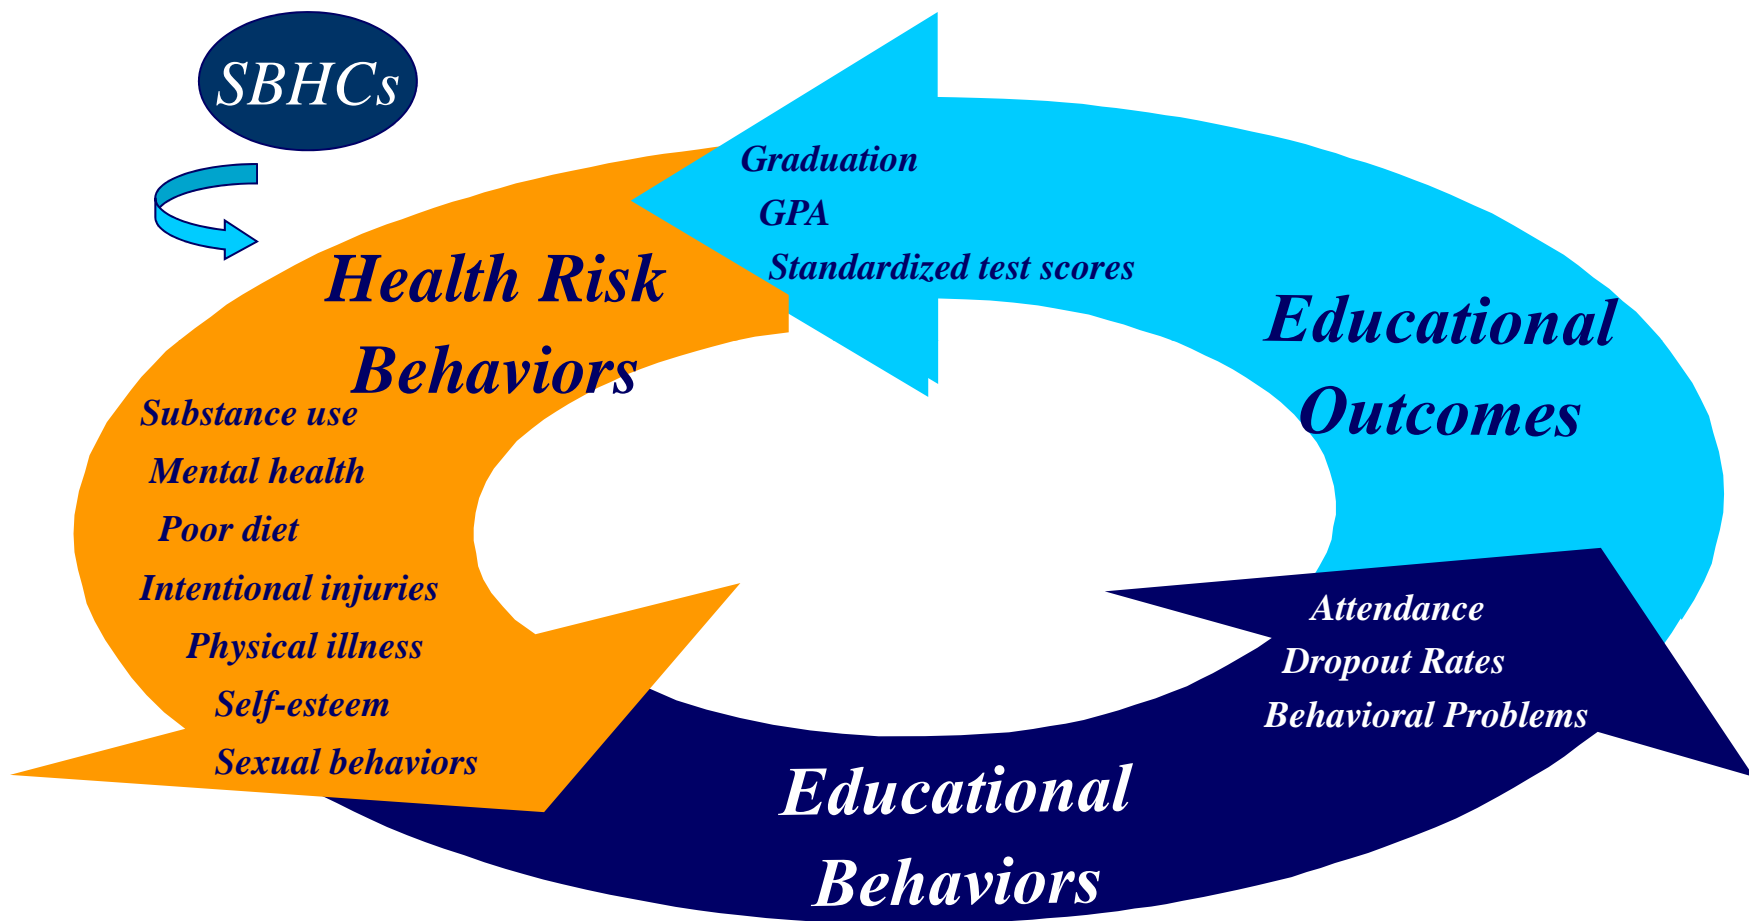 SBHCs
Health Risk
Behaviors
Substance use
Mental health
Poor diet
Intentional injuries
Physical illness
Self-esteem
Sexual behaviors
Graduation
GPA
Standardized test scores
Educational
Outcomes
Attendance
Dropout Rates
Behavioral Problems
Educational
Behaviors